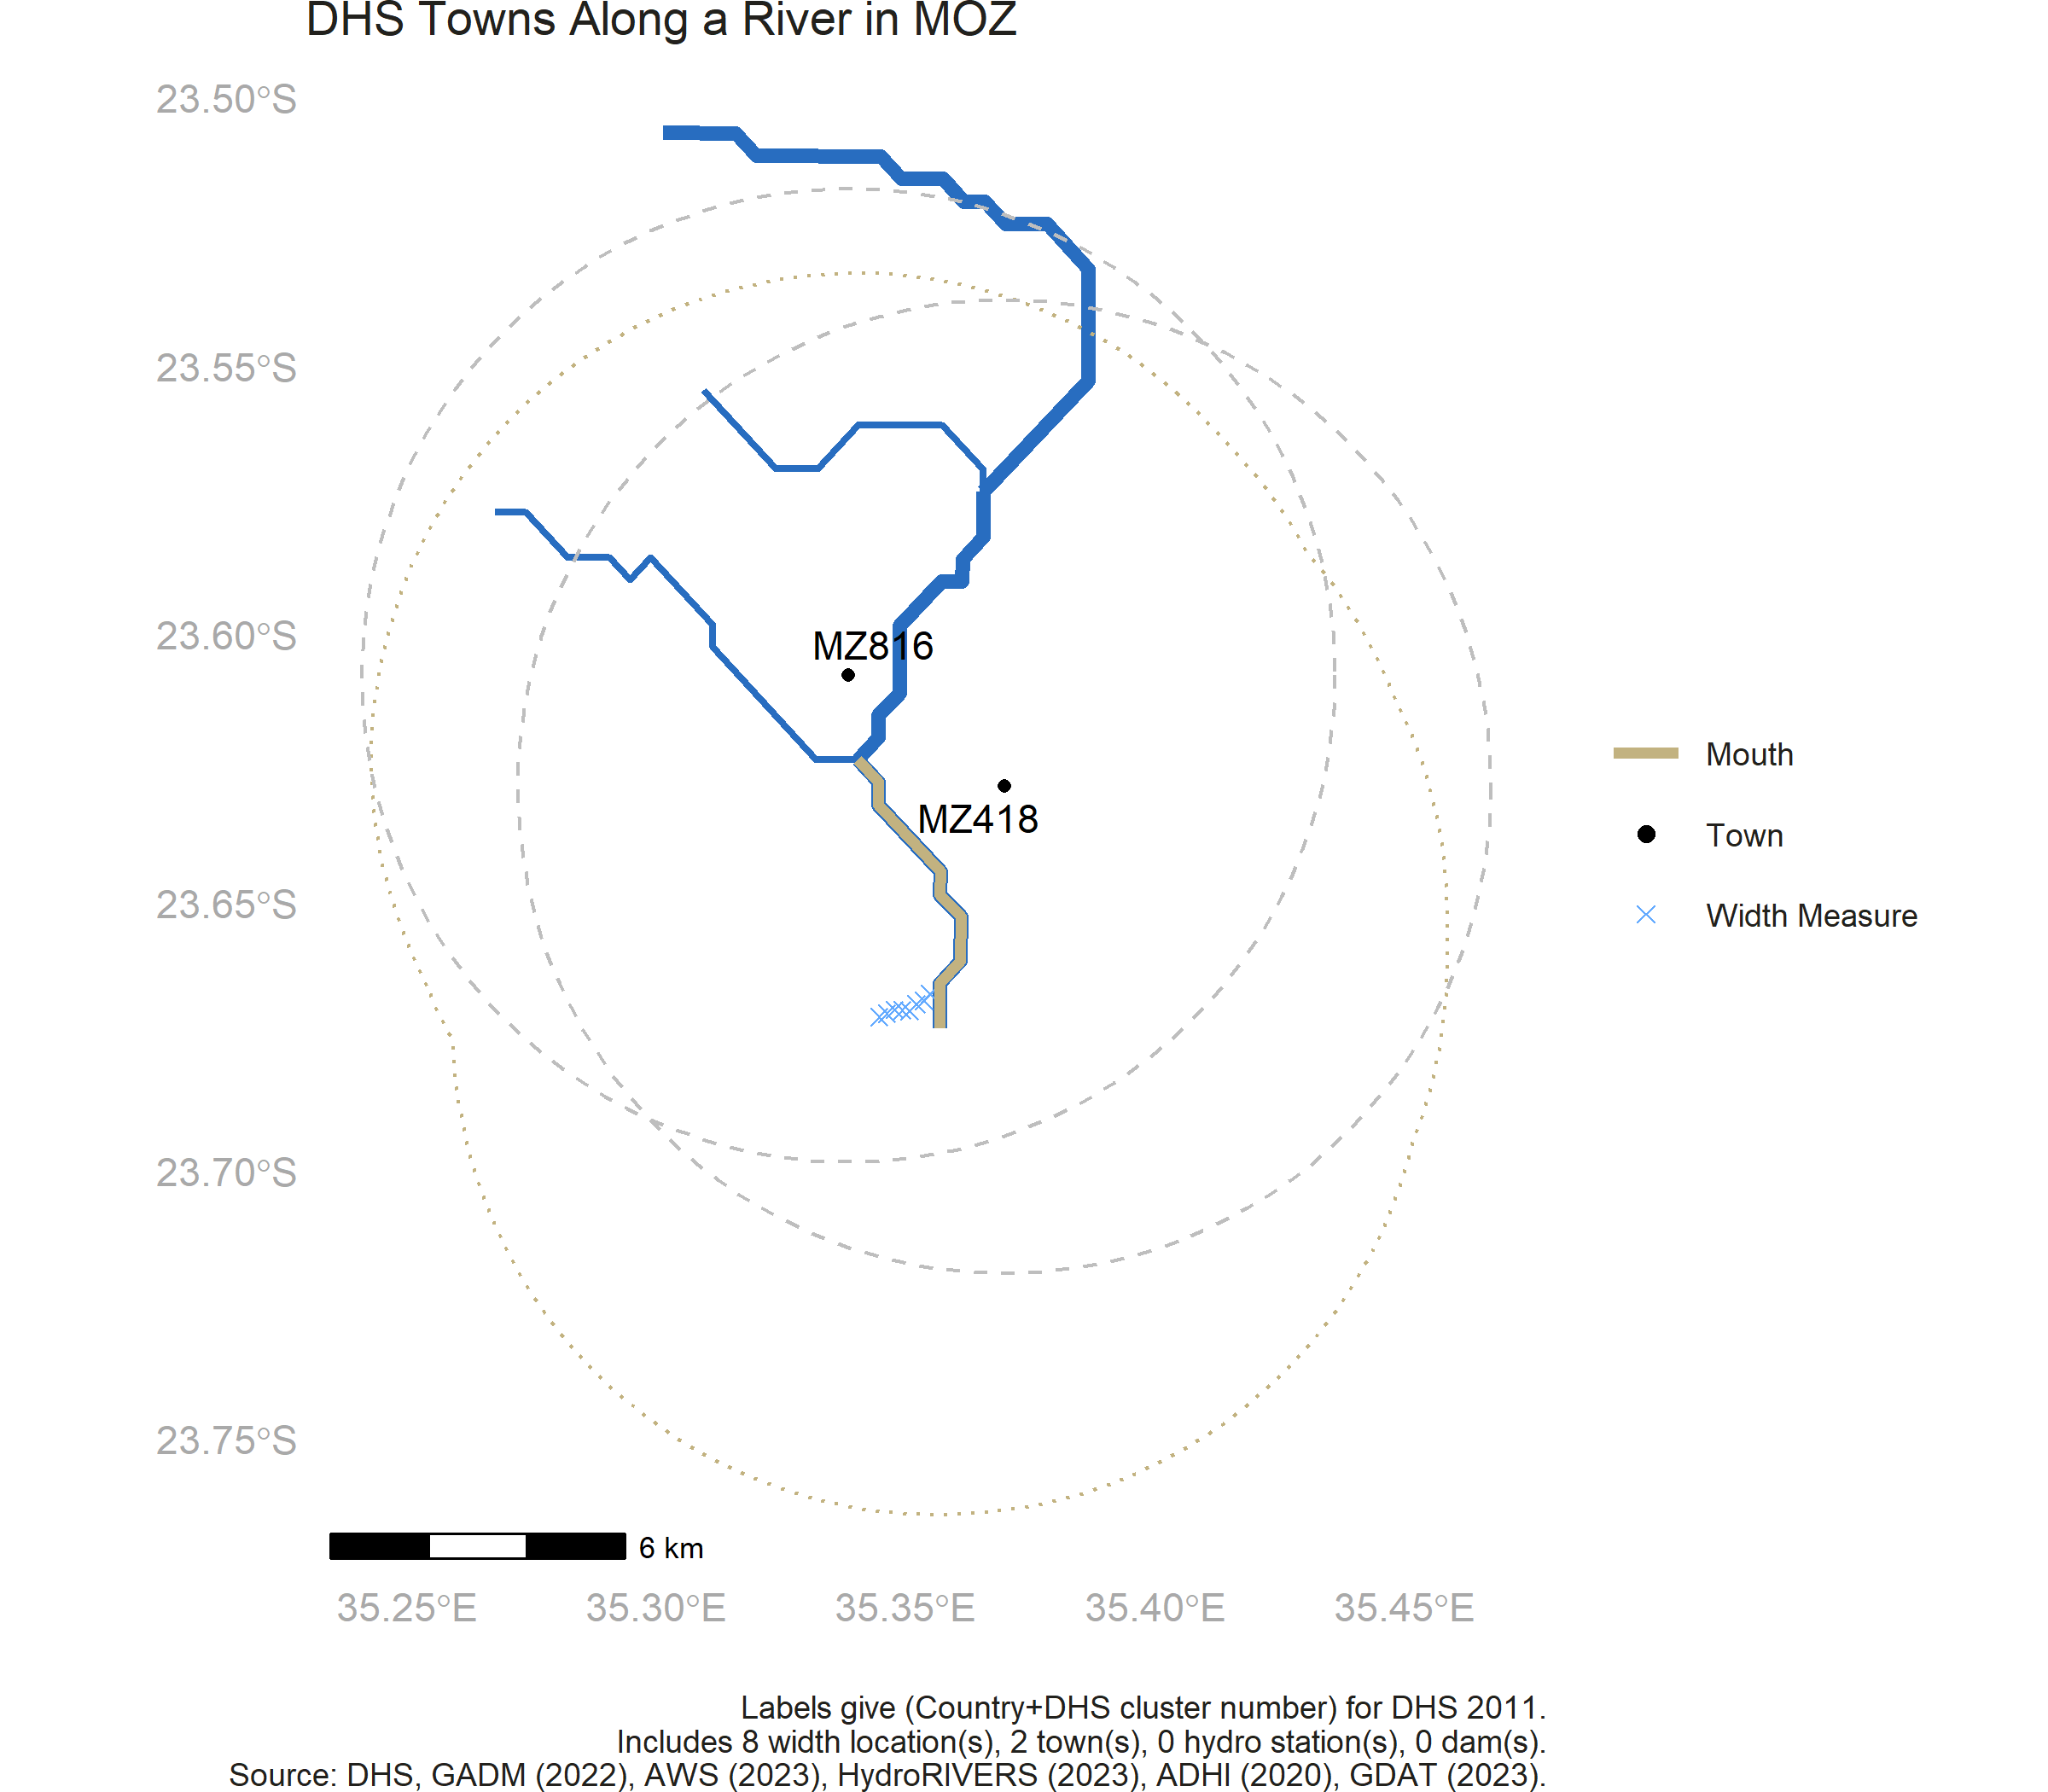 DHS Towns Along a River in MOZ
23.50°S
23.55°S
23.60°S
23.65°S
23.70°S
23.75°S
MZ816
MZ418
Mouth
Town
Width Measure
6 km
35.25°E 35.30°E 35.35°E 35.40°E 35.45°E
Labels give (Country+DHS cluster number) for DHS 2011.
Includes 8 width location(s), 2 town(s), 0 hydro station(s), 0 dam(s).
Source: DHS, GADM (2022), AWS (2023), HydroRIVERS (2023), ADHI (2020), GDAT (2023).